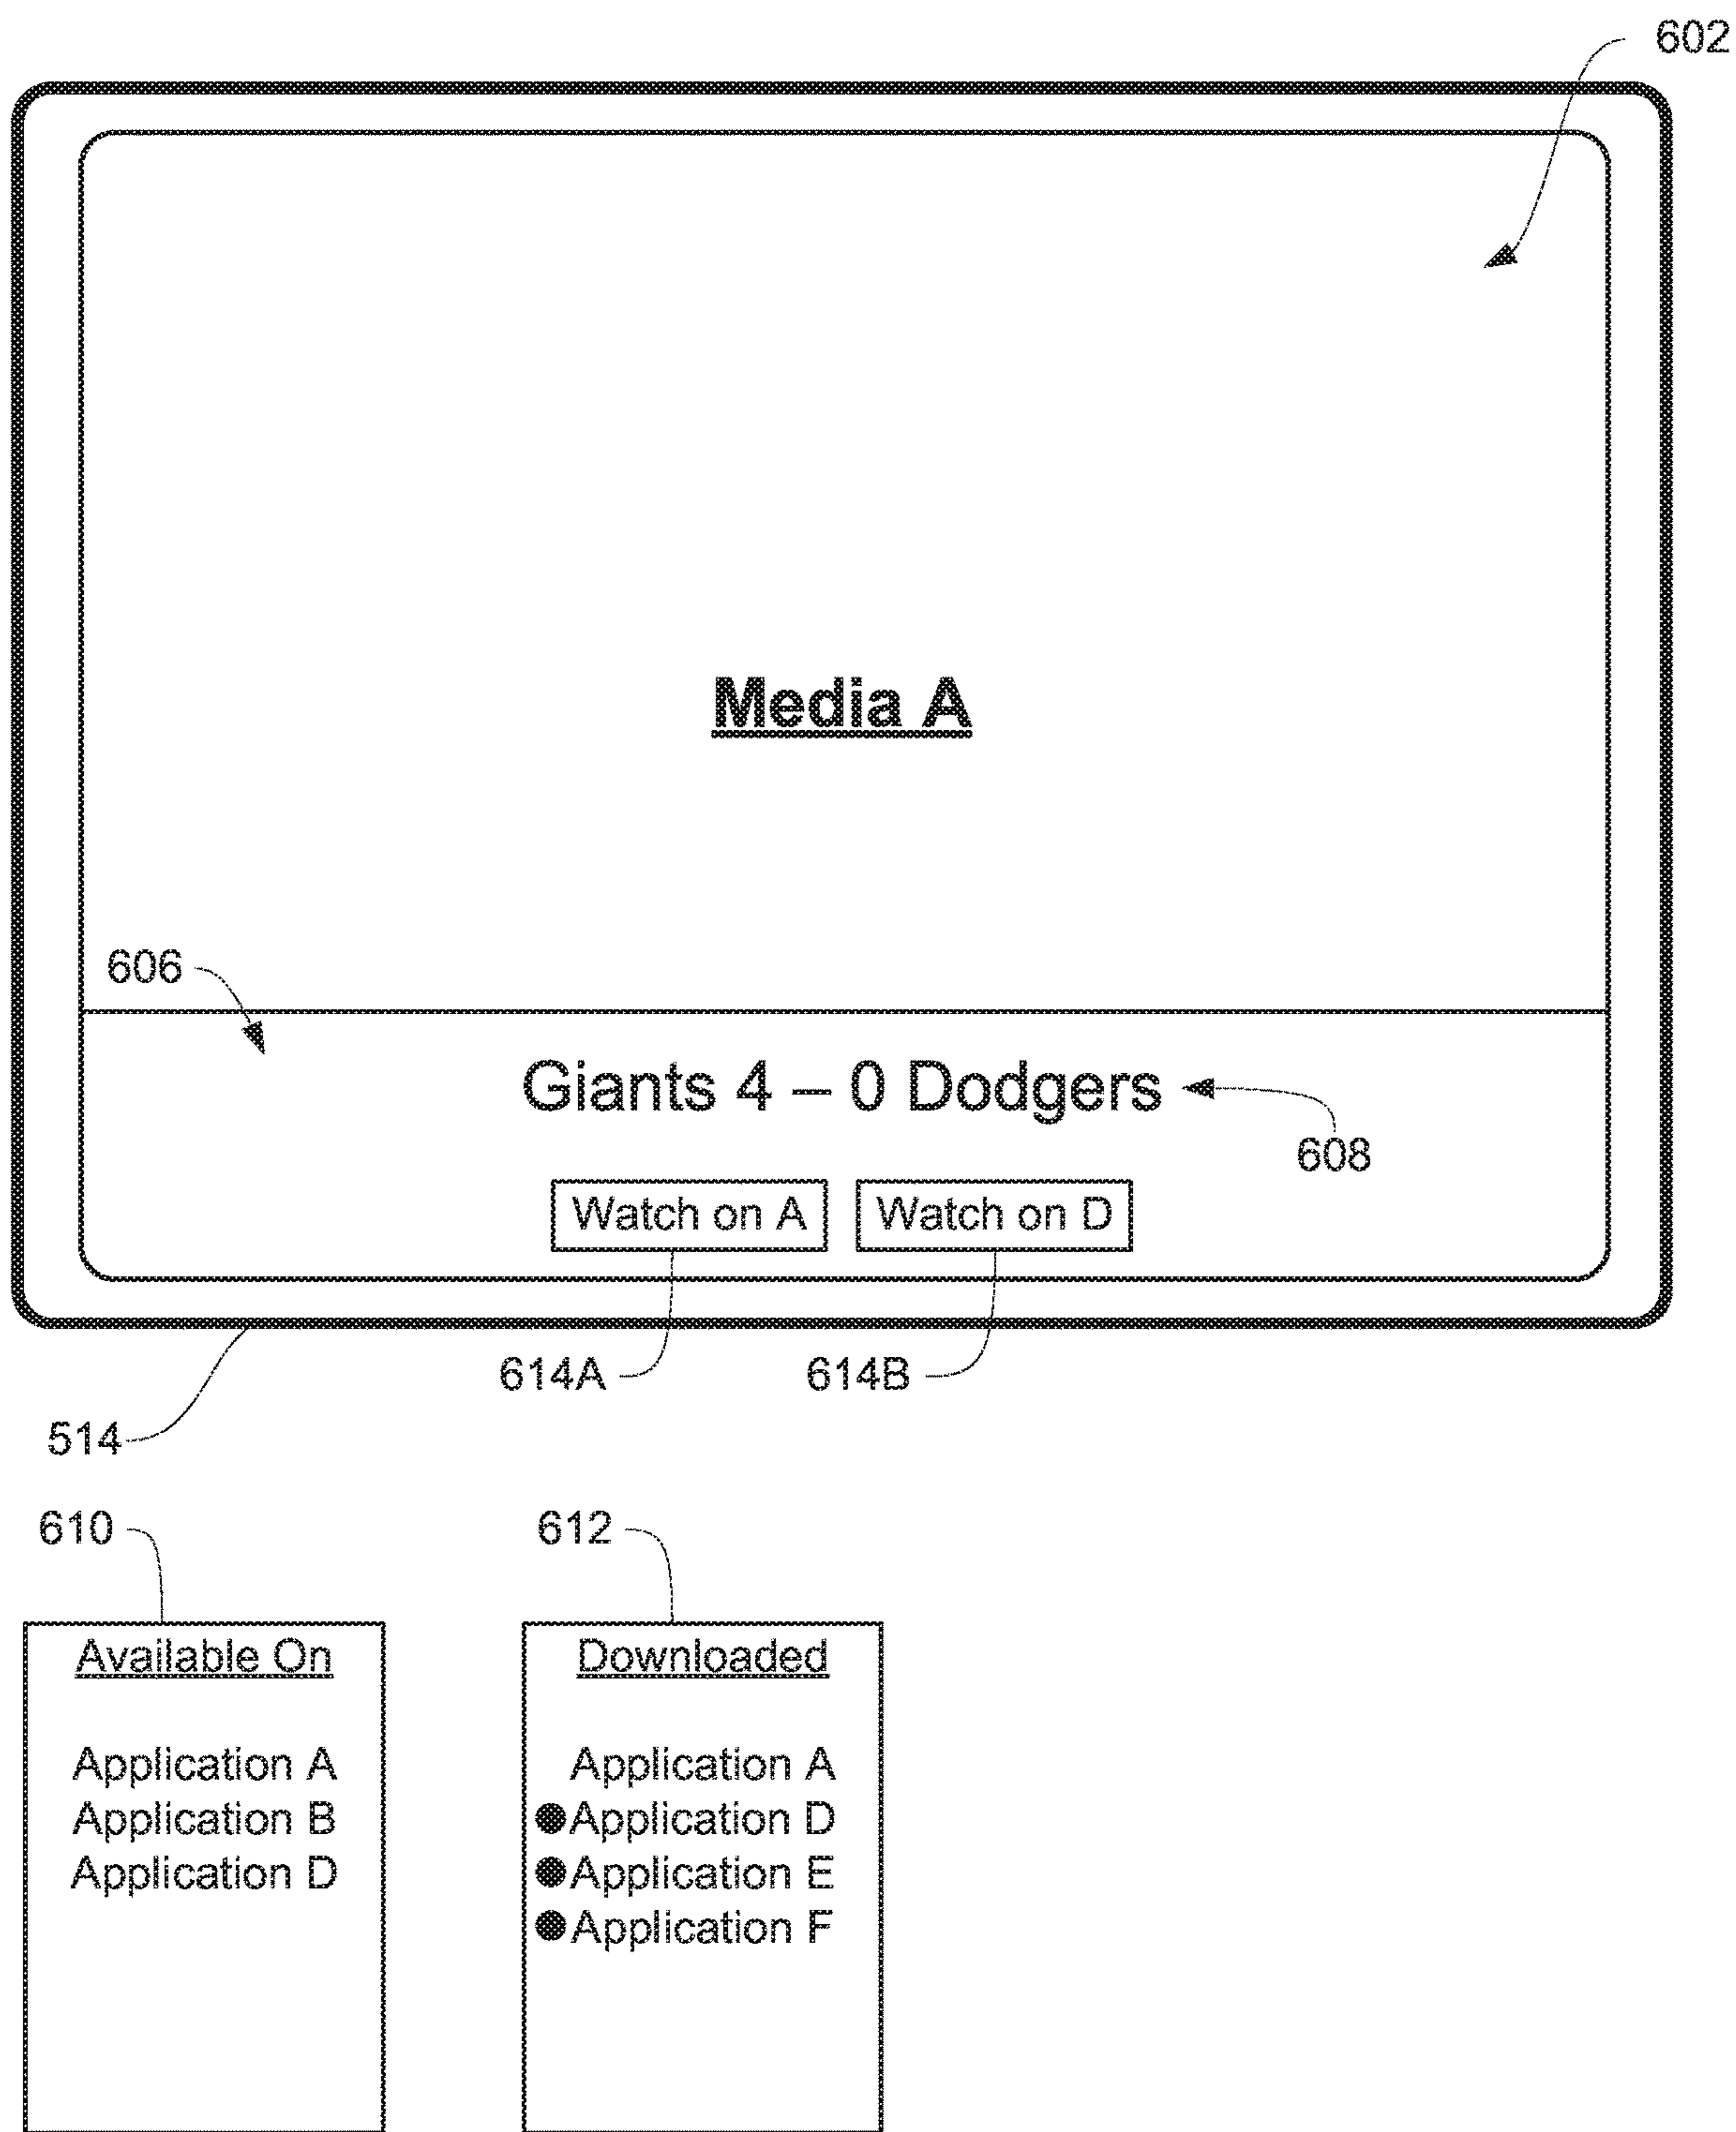 602
Media A
606
Giants 4 – 0 Dodgers
608
Watch on A
Watch on D
614A
614B
514
610
612
Available On
Application A
Application B
Application D
Downloaded
Application A
●Application D
●Application E
●Application F